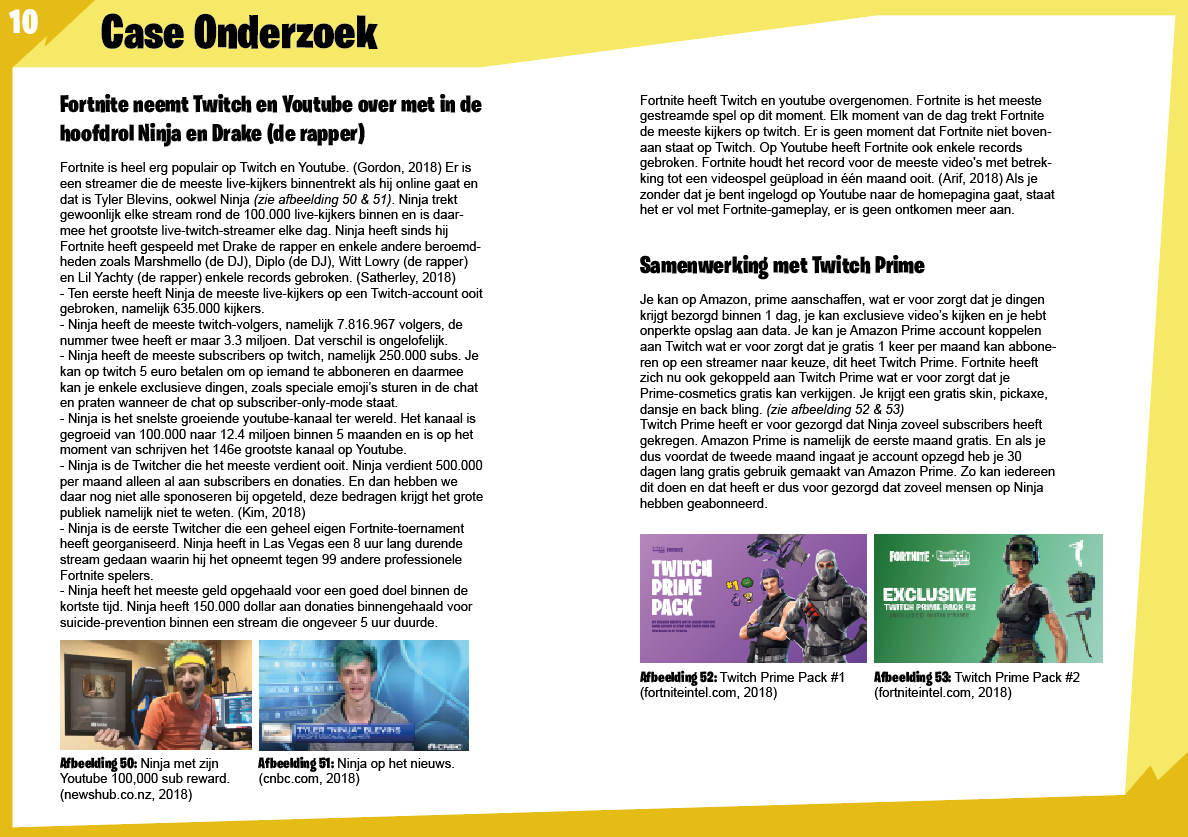 10
Case Onderzoek
Fortnite neemt Twitch en Youtube over met in de
hoofdrol Ninja en Drake (de rapper)
Fortnite is heel erg populair op Twitch en Youtube. (Gordon, 2018) Er is
een streamer die de meeste live-kijkers binnentrekt als hij online gaat en
dat is Tyler Blevins, ookwel Ninja (zie afbeelding 50 & 51). Ninja trekt
gewoonlijk elke stream rond de 100.000 live-kijkers binnen en is daar-
mee het grootste live-twitch-streamer elke dag. Ninja heeft sinds hij
Fortnite heeft gespeeld met Drake de rapper en enkele andere beroemd-
heden zoals Marshmello (de DJ), Diplo (de DJ), Witt Lowry (de rapper)
en Lil Yachty (de rapper) enkele records gebroken. (Satherley, 2018)
- Ten eerste heeft Ninja de meeste live-kijkers op een Twitch-account ooit
gebroken, namelijk 635.000 kijkers.
- Ninja heeft de meeste twitch-volgers, namelijk 7.816.967 volgers, de
nummer twee heeft er maar 3.3 miljoen. Dat verschil is ongelofelijk.
- Ninja heeft de meeste subscribers op twitch, namelijk 250.000 subs. Je
kan op twitch 5 euro betalen om op iemand te abboneren en daarmee
kan je enkele exclusieve dingen, zoals speciale emoji's sturen in de chat
en praten wanneer de chat op subscriber-only-mode staat.
- Ninja is het snelste groeiende youtube-kanaal ter wereld. Het kanaal is
gegroeid van 100.000 naar 12.4 miljoen binnen 5 maanden en is op het
moment van schrijven het 146e grootste kanaal op Youtube.
- Ninja is de Twitcher die het meeste verdient ooit. Ninja verdient 500.000
per maand alleen al aan subscribers en donaties. En dan hebben we
daar nog niet alle sponoseren bij opgeteld, deze bedragen krijgt het grote
publiek namelijk niet te weten. (Kim, 2018)
- Ninja is de eerste Twitcher die een geheel eigen Fortnite-toernament
heeft georganiseerd. Ninja heeft in Las Vegas een 8 uur lang durende
stream gedaan waarin hij het opneemt tegen 99 andere professionele
Fortnite spelers.
- Ninja heeft het meeste geld opgehaald voor een goed doel binnen de
kortste tijd. Ninja heeft 150.000 dollar aan donaties binnengehaald voor
suicide-prevention binnen een stream die ongeveer 5 uur duurde.
TYLER "NINJA" BLEVINS
CNBC
Afbeelding 50: Ninja met zijn
Youtube 100,000 sub reward.
(newshub.co.nz, 2018)
Afbeelding 51: Ninja op het nieuws.
(cnbc.com, 2018)
Fortnite heeft Twitch en youtube overgenomen. Fortnite is het meeste
gestreamde spel op dit moment. Elk moment van de dag trekt Fortnite
de meeste kijkers op twitch. Er is geen moment dat Fortnite niet boven-
aan staat op Twitch. Op Youtube heeft Fortnite ook enkele records
gebroken. Fortnite houdt het record voor de meeste video's met betrek-
king tot een videospel geüpload in één maand ooit. (Arif, 2018) Als je
zonder dat je bent ingelogd op Youtube naar de homepagina gaat, staat
het er vol met Fortnite-gameplay, er is geen ontkomen meer aan.
Samenwerking met Twitch Prime
Je kan op Amazon, prime aanschaffen, wat er voor zorgt dat je dingen
krijgt bezorgd binnen 1 dag, je kan exclusieve video's kijken en je hebt
onperkte opslag aan data. Je kan je Amazon Prime account koppelen
aan Twitch wat er voor zorgt dat je gratis 1 keer per maand kan abbone-
ren op een streamer naar keuze, dit heet Twitch Prime. Fortnite heeft
zich nu ook gekoppeld aan Twitch Prime wat er voor zorgt dat je
Prime-cosmetics gratis kan verkijgen. Je krijgt een gratis skin, pickaxe,
dansje en back bling. (zie afbeelding 52 & 53)
Twitch Prime heeft er voor gezorgd dat Ninja zoveel subscribers heeft
gekregen. Amazon Prime is namelijk de eerste maand gratis. En als je
dus voordat de tweede maand ingaat je account opzegd heb je 30
dagen lang gratis gebruik gemaakt van Amazon Prime. Zo kan iedereen
dit doen en dat heeft er dus voor gezorgd dat zoveel mensen op Ninja
hebben geabonneerd.
FORTNITE
TWITCH
PRIME
PACK
#1
FORTNITE · twitch
prime
EXCLUSIVE
TWITCH PRIME PACK #2
Afbeelding 52: Twitch Prime Pack #1
(fortniteintel.com, 2018)
Afbeelding 53: Twitch Prime Pack #2
(fortniteintel.com, 2018)